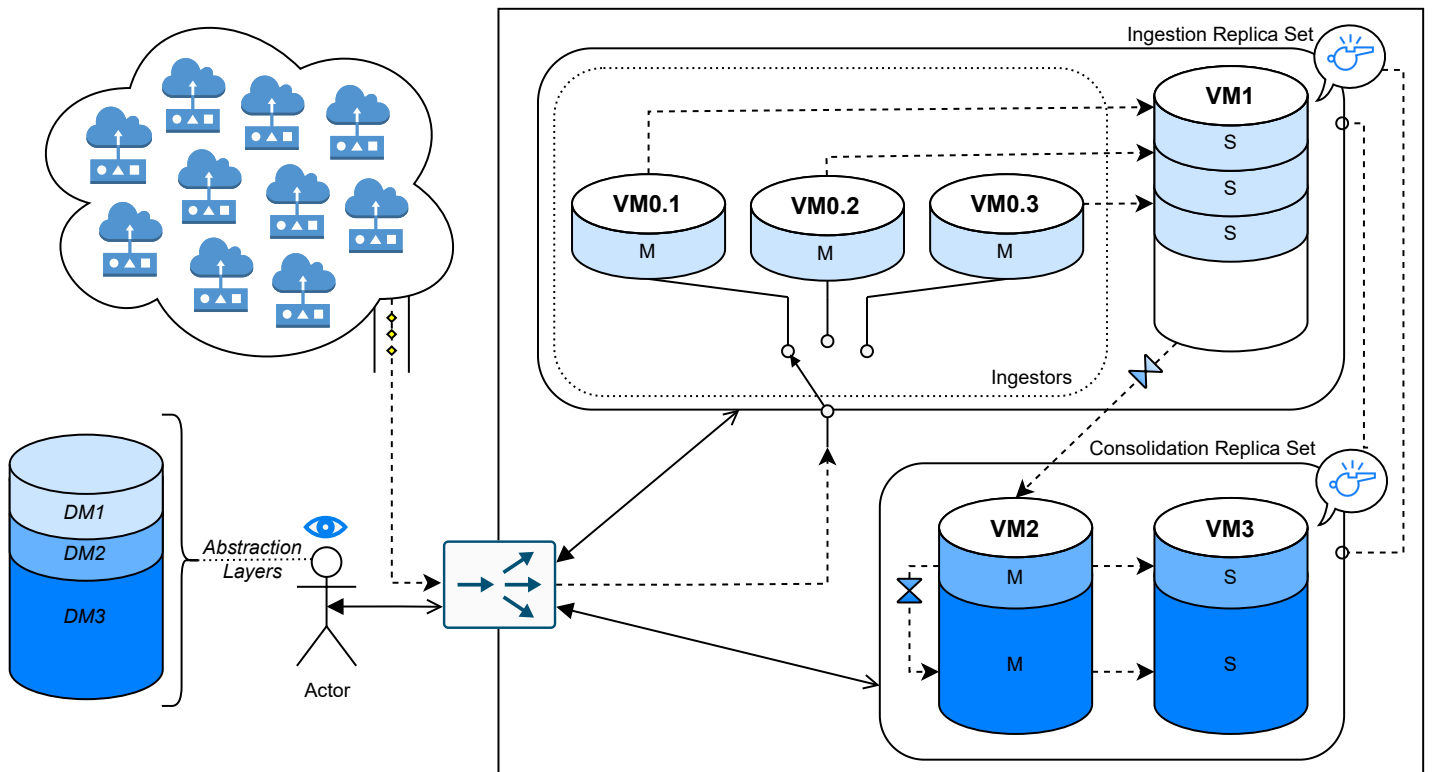 Ingestion Replica Set
VM1
S
S
S
VM0.1
M
VM0.2
M
VM0.3
M
Ingestors
Consolidation Replica Set
VM2
M
M
VM3
S
S
DM1
DM2
DM3
Abstraction
Layers
Actor